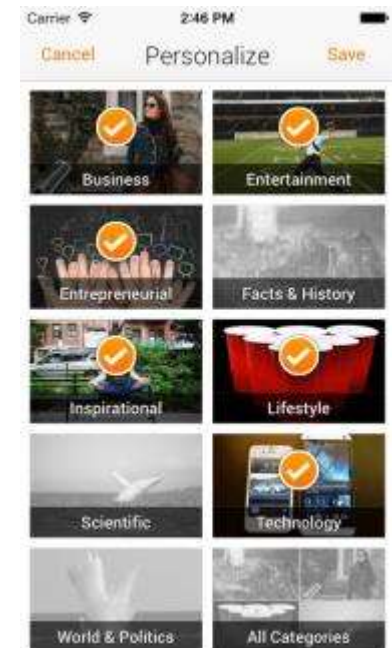 Carrier 2:46 PM
Cancel Personalize Save
Business Entertainment
Entrepreneurial Facts & History
Inspirational Lifestyle
Scientific Technology
World & Politics All Categories